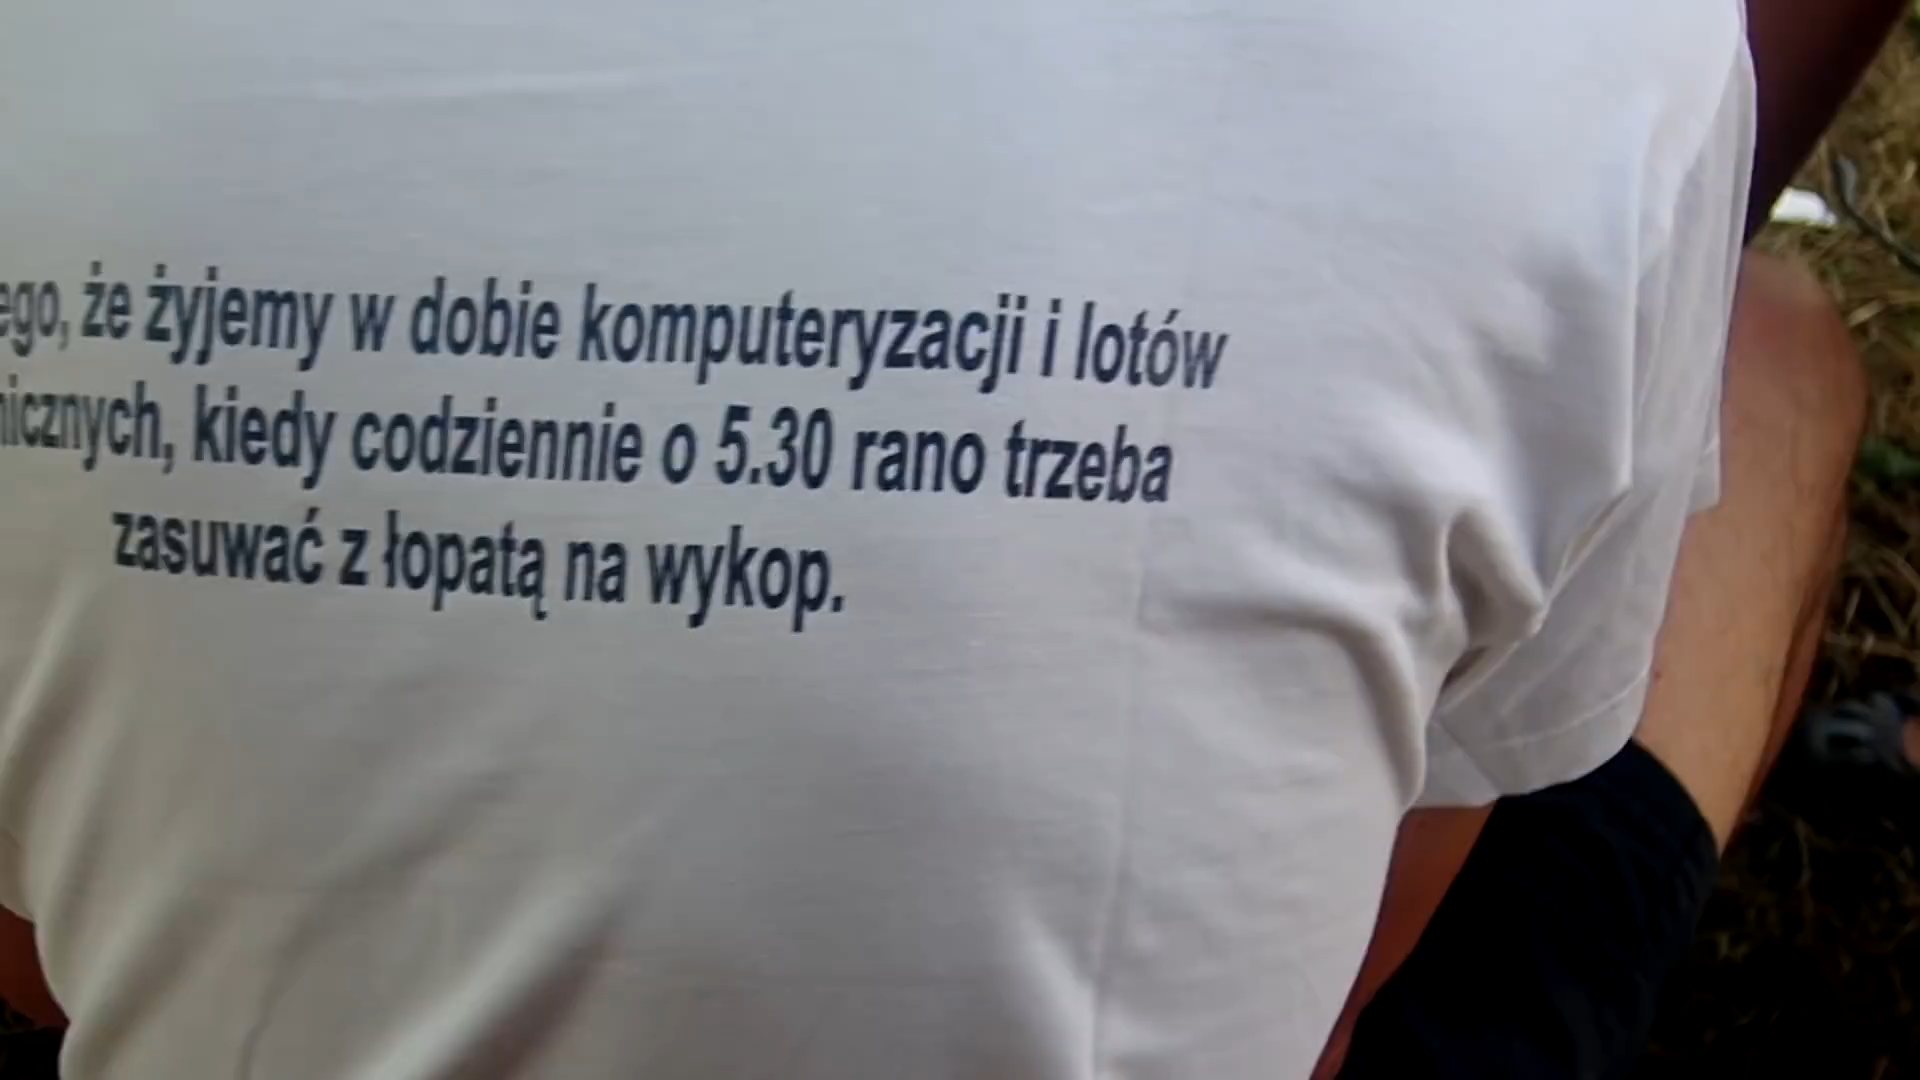 że żyjemy w dobie komputeryzacji i lotów
kiedy codziennie o 5.30 rano trzeba
zasuwać z łopatą na wykop.